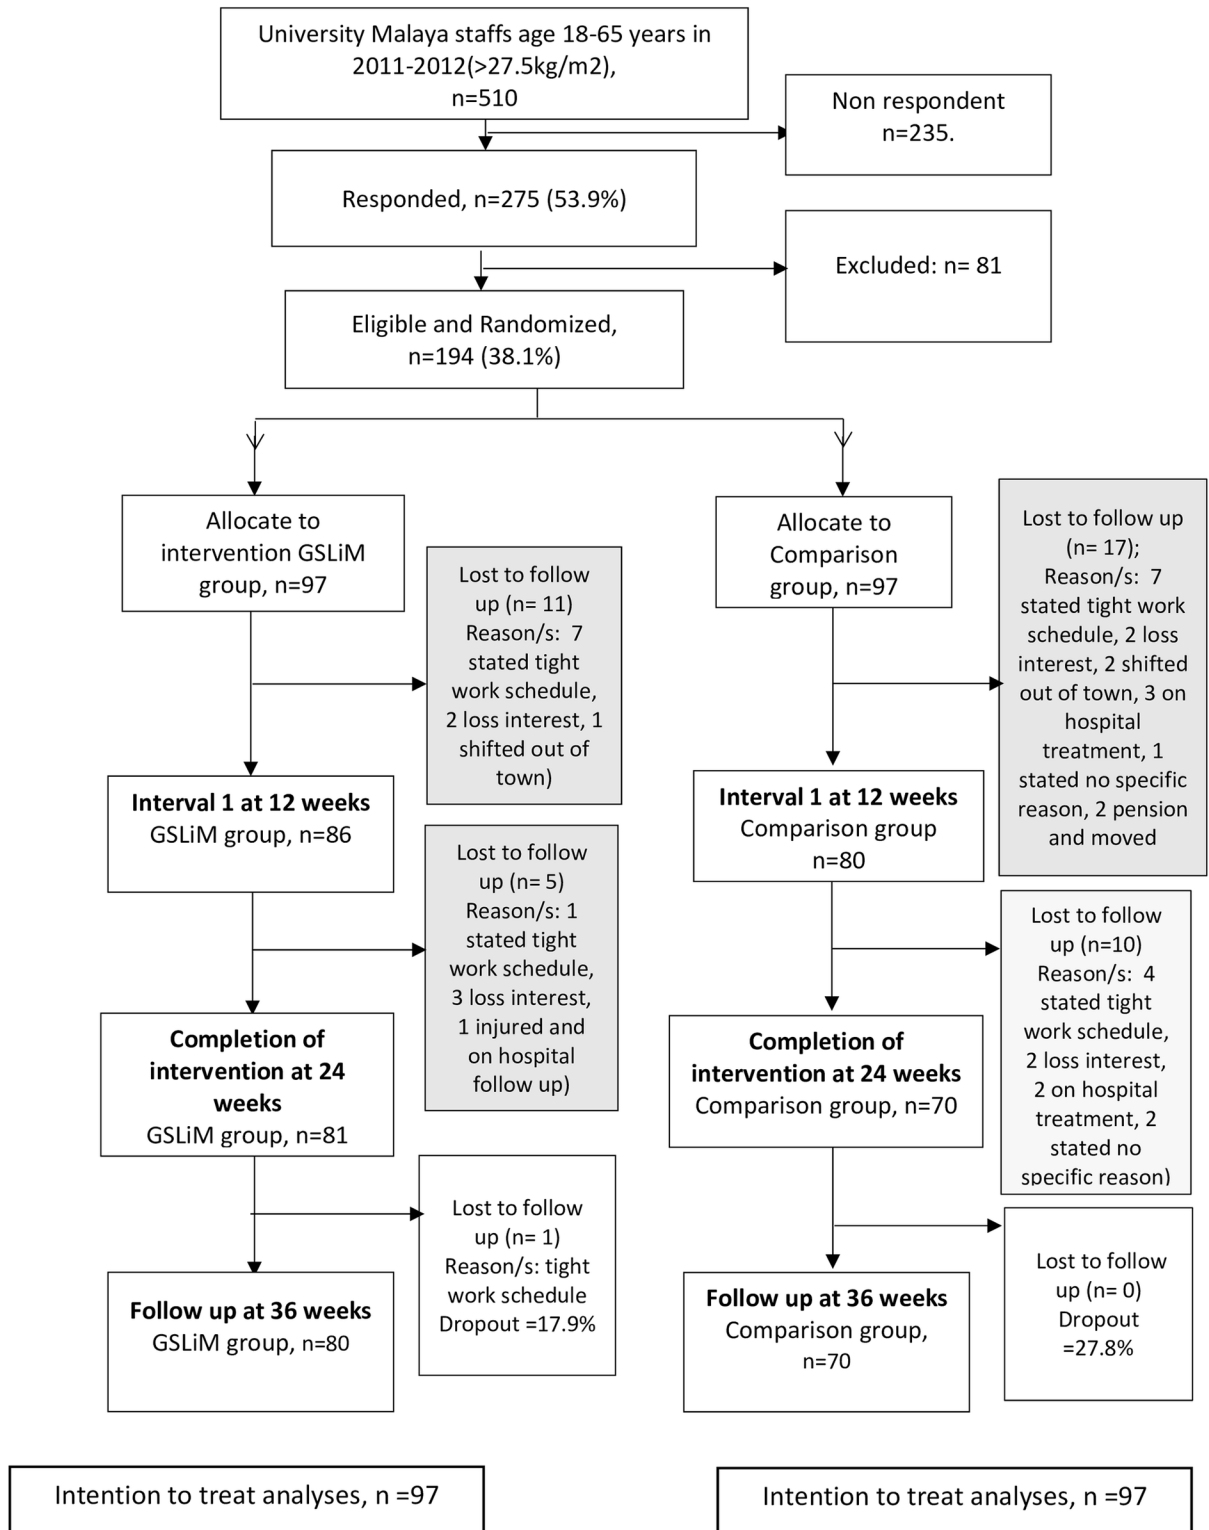 University Malaya staffs age 18-65 years in
2011-2012(>27.5kg/m2),
n=510
Non respondent
n=235.
Responded, n=275 (53.9%)
Excluded: n= 81
Eligible and Randomized,
n=194 (38.1%)
Allocate to
intervention GSLiM
group, n=97
Lost to follow
up (n= 11)
Reason/s:  7
stated tight
work schedule,
2 loss interest, 1
shifted out of
town)
Allocate to
Comparison
group, n=97
Lost to follow up
(n= 17);
Reason/s:  7
stated tight work
schedule, 2 loss
interest, 2 shifted
out of town, 3 on
hospital
treatment, 1
stated no specific
reason, 2 pension
and moved
Interval 1 at 12 weeks
GSLiM group, n=86
Interval 1 at 12 weeks
Comparison group
n=80
Lost to follow
up (n= 5)
Reason/s: 1
stated tight
work schedule,
3 loss interest,
1 injured and
on hospital
follow up)
Lost to follow
up (n=10)
Reason/s:  4
stated tight
work schedule,
2 loss interest,
2 on hospital
treatment, 2
stated no
specific reason)
Completion of
intervention at 24
weeks
GSLiM group, n=81
Completion of
intervention at 24 weeks
Comparison group, n=70
Lost to follow
up (n= 1)
Reason/s: tight
work schedule
Dropout =17.9%
Lost to follow
up (n= 0)
Dropout
=27.8%
Follow up at 36 weeks
GSLiM group, n=80
Follow up at 36 weeks
Comparison group,
n=70
Intention to treat analyses, n =97
Intention to treat analyses, n =97